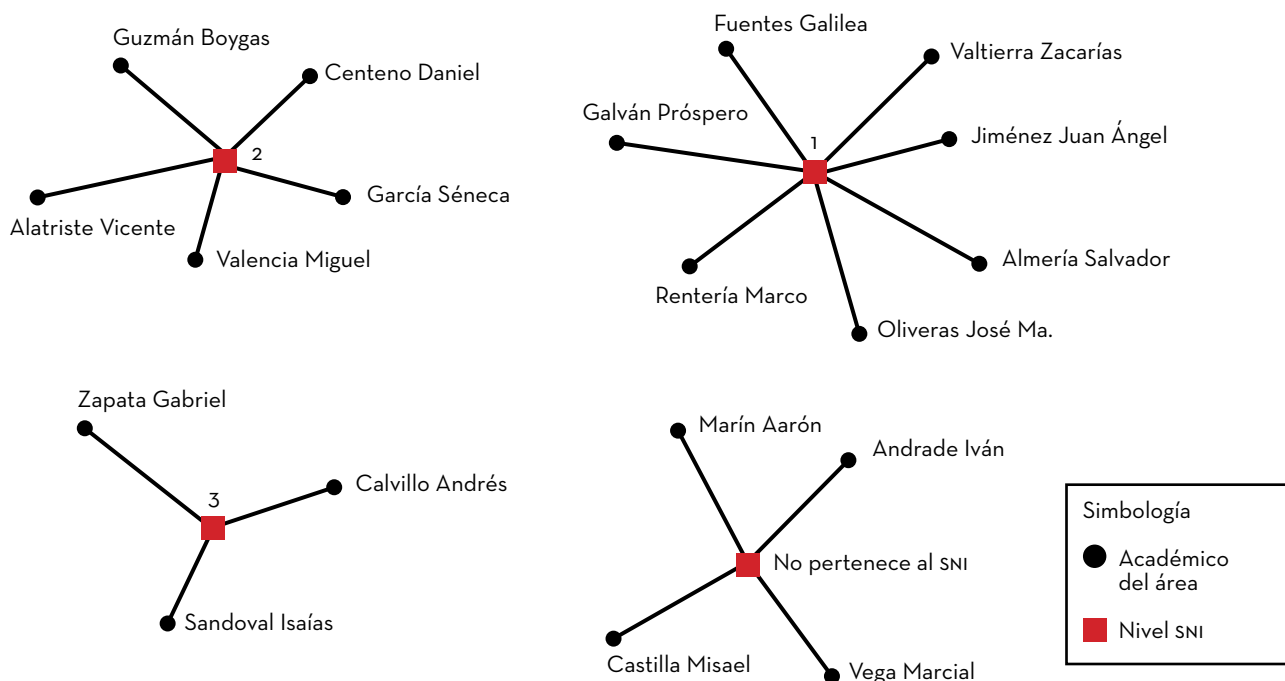 Guzmán Boygas
Centeno Daniel
2
García Séneca
Alatriste Vicente
Valencia Miguel
Fuentes Galilea
Valtierra Zacarías
Galván Próspero
1
Jiménez Juan Ángel
Almería Salvador
Rentería Marco
Oliveras José Ma.
Zapata Gabriel
Calvillo Andrés
3
Sandoval Isaías
Marín Aarón
Andrade Iván
No pertenece al SNI
Castilla Misael
Vega Marcial
Simbología
Académico
del área
Nivel SNI